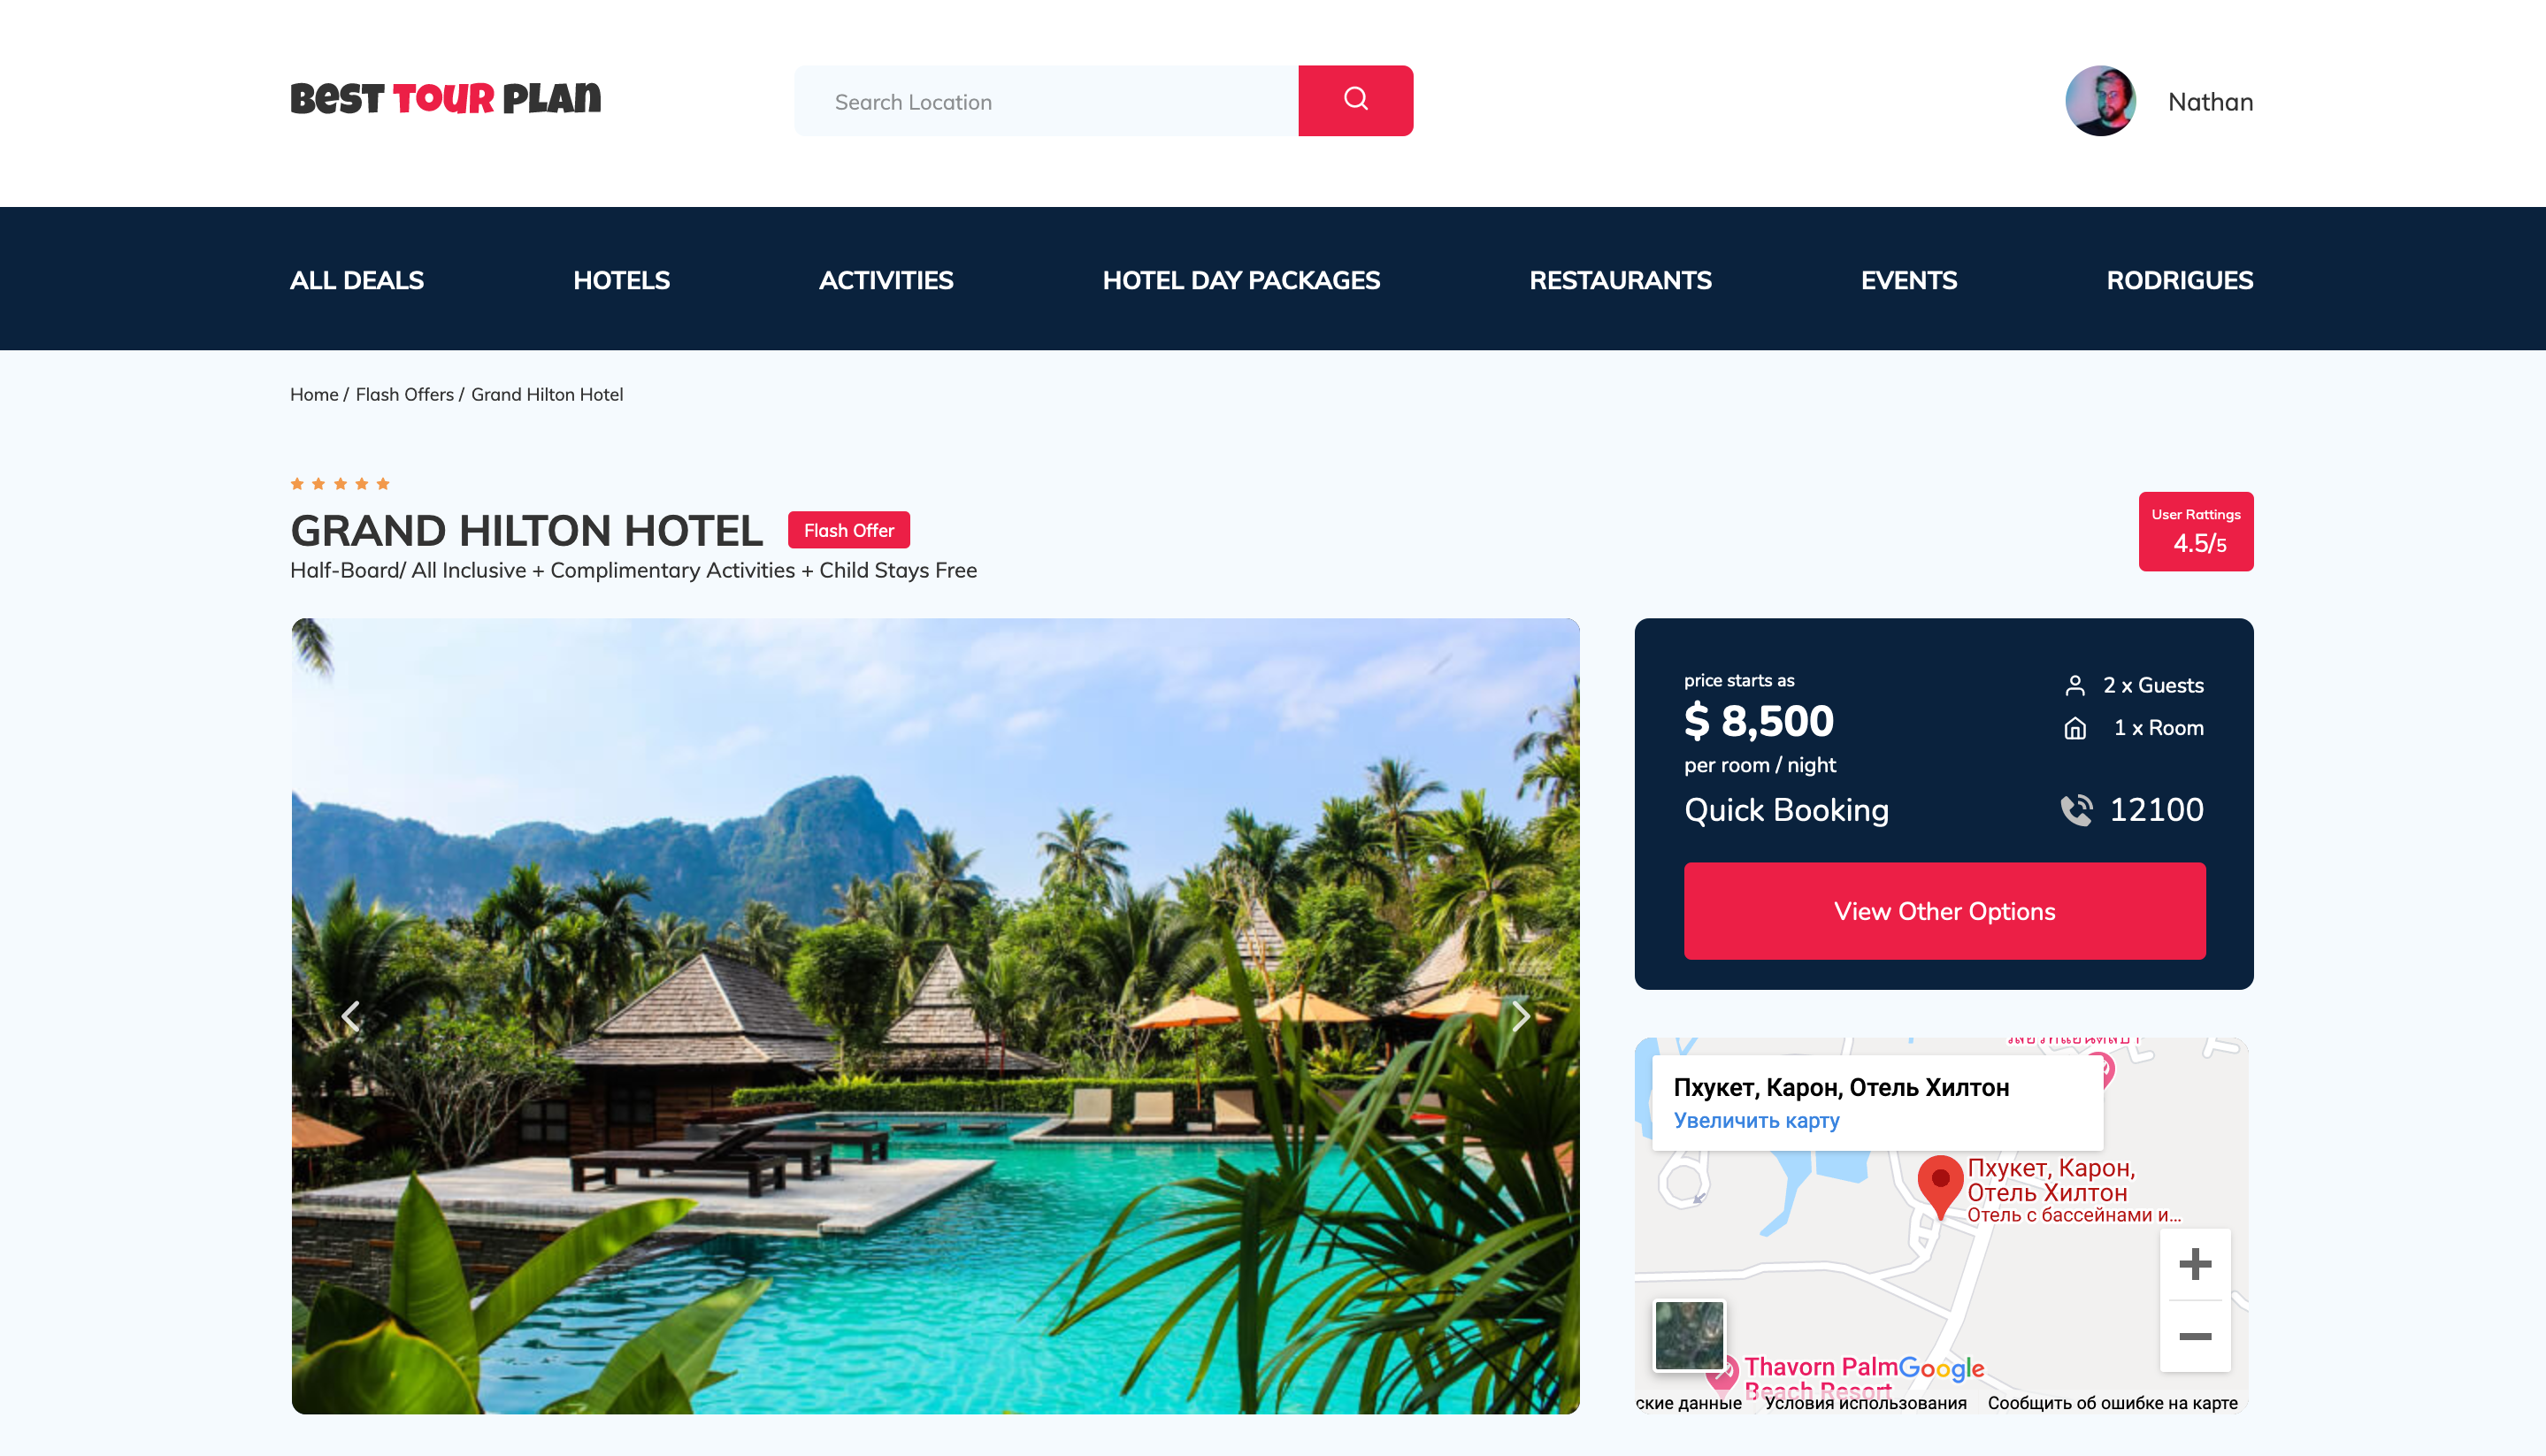 BEST TOUR PLAN
Search Location
Nathan
ALL DEALS
HOTELS
ACTIVITIES
HOTEL DAY PACKAGES
RESTAURANTS
EVENTS
RODRIGUES
Home / Flash Offers / Grand Hilton Hotel
GRAND HILTON HOTEL
Flash Offer
Half-Board/ All Inclusive + Complimentary Activities + Child Stays Free
User Rattings
4.5/5
price starts as
$ 8,500
per room / night
2 x Guests
1 x Room
Quick Booking
12100
View Other Options
Пхукет, Карон, Отель Хилтон
Увеличить карту
Пхукет, Карон,
Отель Хилтон
Отель с бассейнами и...
Thavorn Palm
Beach Resort
Google
ские данные
Условия использования
Сообщить об ошибке на карте